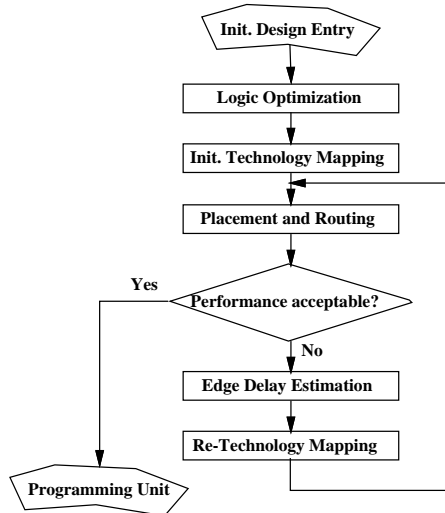 Init. Design Entry
Logic Optimization
Init. Technology Mapping
Placement and Routing
Yes
Performance acceptable?
No
Edge Delay Estimation
Re-Technology Mapping
Programming Unit